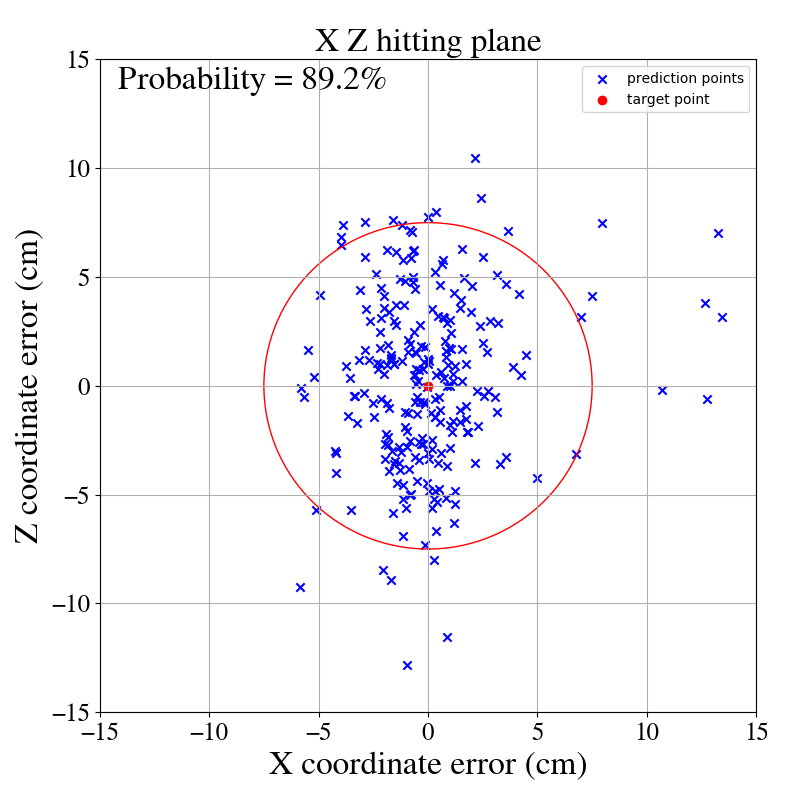 X Z hitting plane
Probability = 89.2%
prediction points
target point
Z coordinate error (cm)
15
10
5
0
−5
−10
−15
−15 −10 −5 0 5 10 15
X coordinate error (cm)